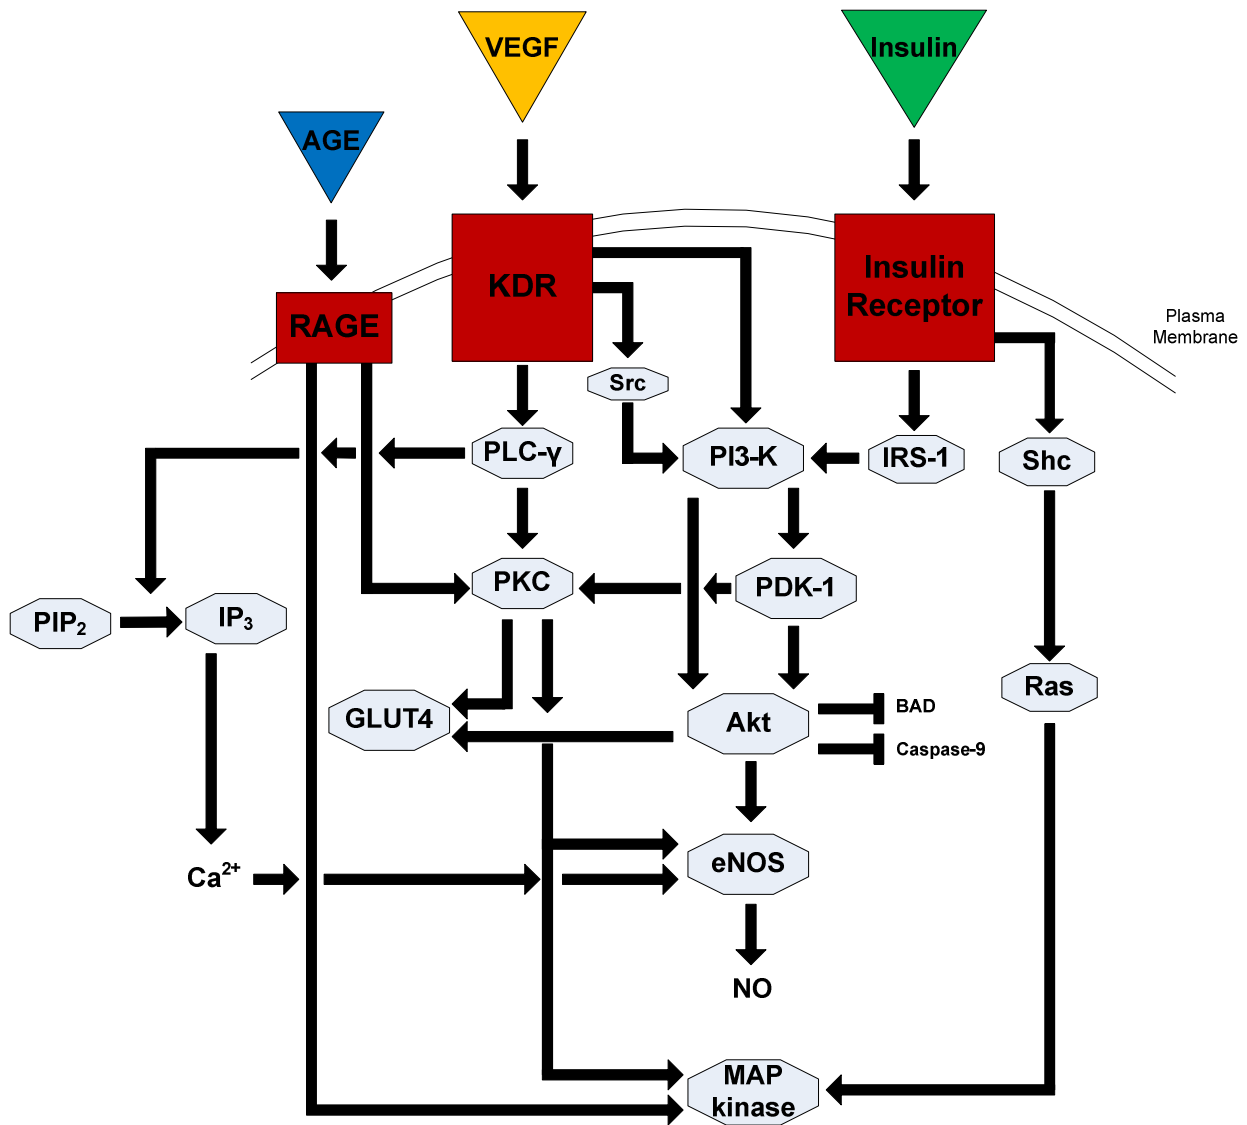 VEGF
Insulin
AGE
KDR
Insulin
Receptor
RAGE
Plasma
Membrane
Src
PLC-γ
PI3-K
IRS-1
Shc
PKC
PDK-1
PIP₂
IP₃
Ras
GLUT4
Akt
BAD
Caspase-9
eNOS
Ca²⁺
NO
MAP
kinase